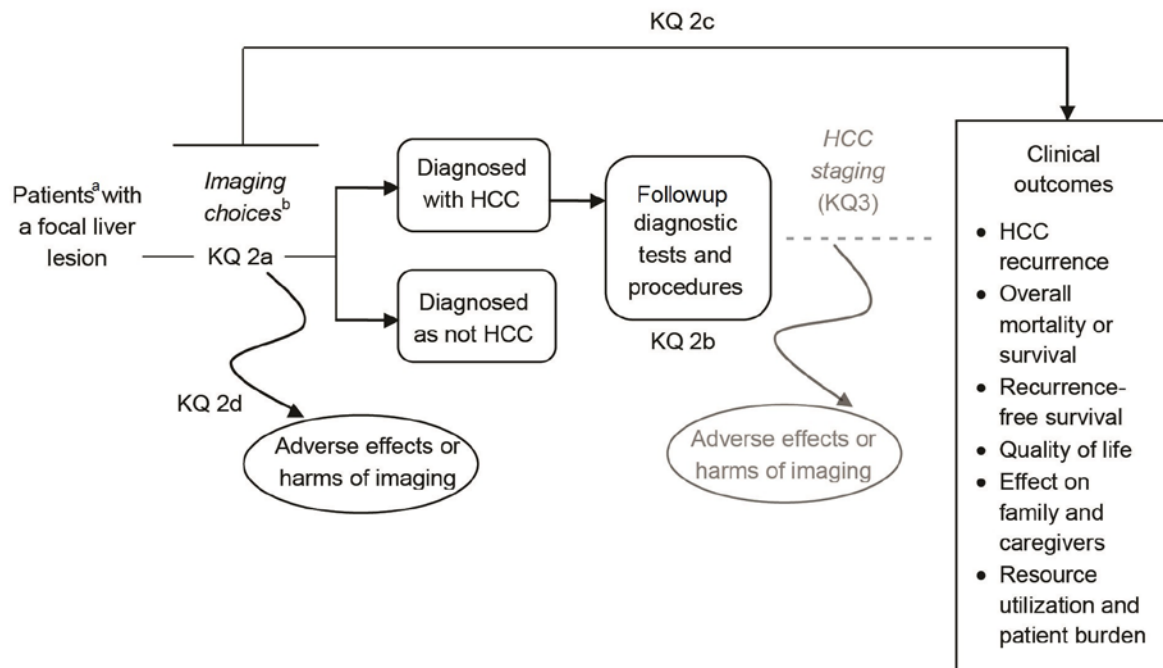 KQ 2c
Patientsᵃ with
a focal liver
lesion
Imaging
choicesᵇ
KQ 2a
Diagnosed
with HCC
Diagnosed
as not HCC
Followup
diagnostic
tests and
procedures
KQ 2b
HCC
staging
(KQ3)
KQ 2d
Adverse effects or
harms of imaging
Adverse effects or
harms of imaging
Clinical
outcomes
• HCC
recurrence
• Overall
mortality or
survival
• Recurrence-
free survival
• Quality of life
• Effect on
family and
caregivers
• Resource
utilization and
patient burden